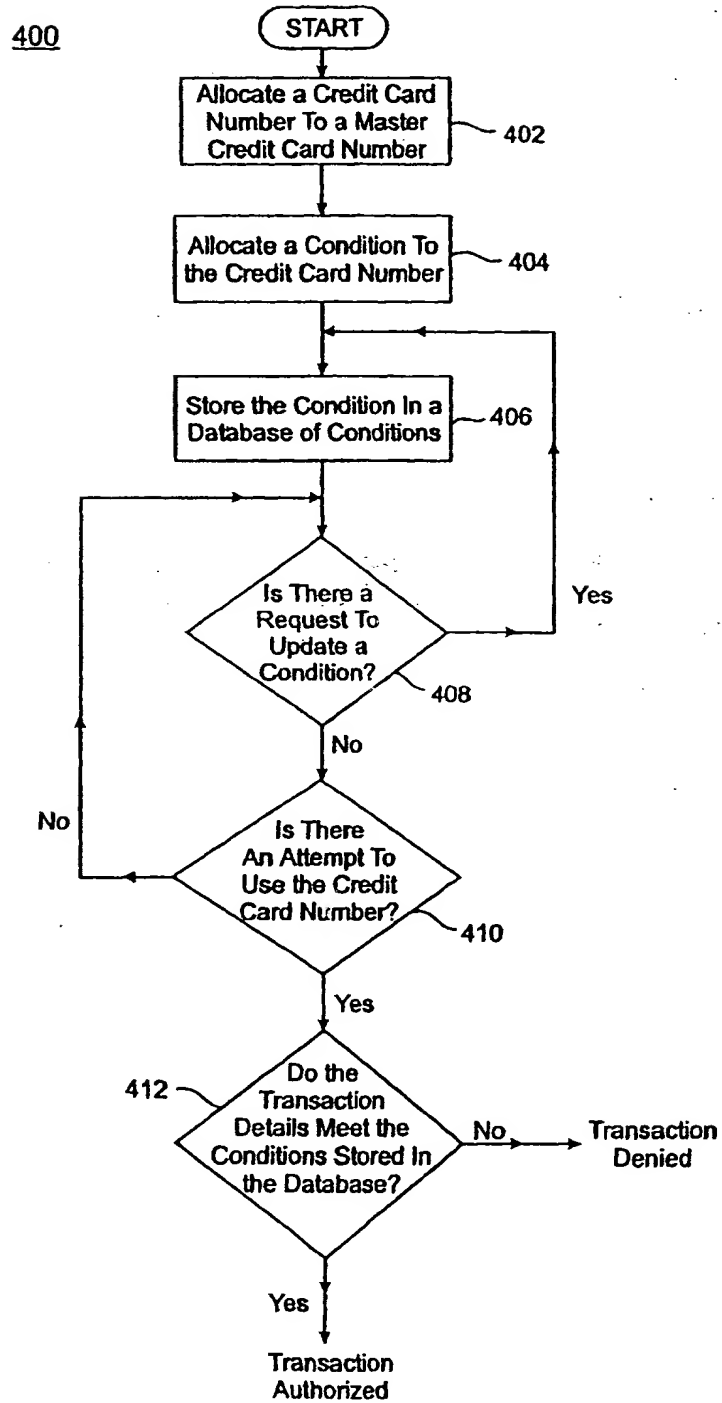 400
START
Allocate a Credit Card
Number To a Master
Credit Card Number
402
Allocate a Condition To
the Credit Card Number
404
Store the Condition In a
Database of Conditions
406
Is There a
Request To
Update a
Condition?
408
Yes
No
Is There
An Attempt To
Use the Credit
Card Number?
410
No
Yes
412
Do the
Transaction
Details Meet the
Conditions Stored In
the Database?
No
Transaction
Denied
Yes
Transaction
Authorized